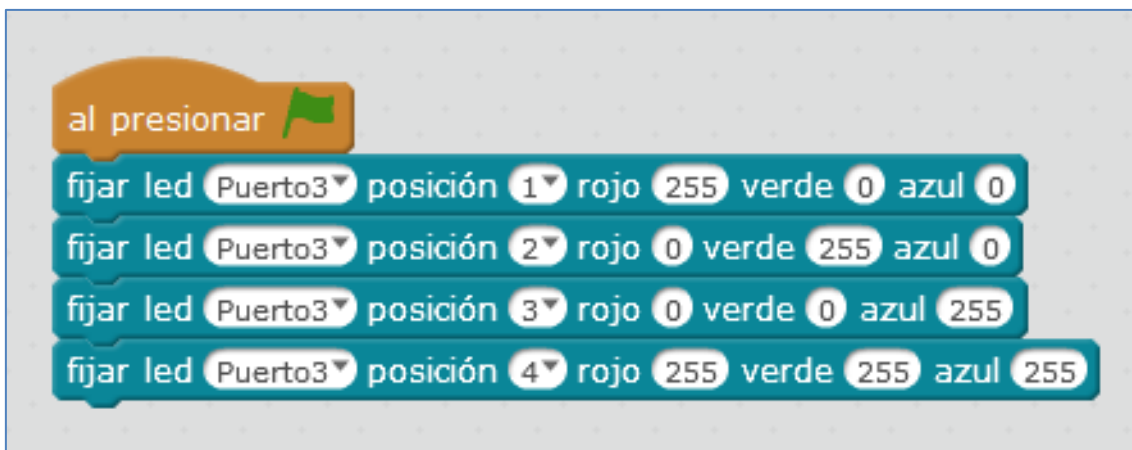 al presionar
fijar led Puerto3 posición 1 rojo 255 verde 0 azul 0
fijar led Puerto3 posición 2 rojo 0 verde 255 azul 0
fijar led Puerto3 posición 3 rojo 0 verde 0 azul 255
fijar led Puerto3 posición 4 rojo 255 verde 255 azul 255